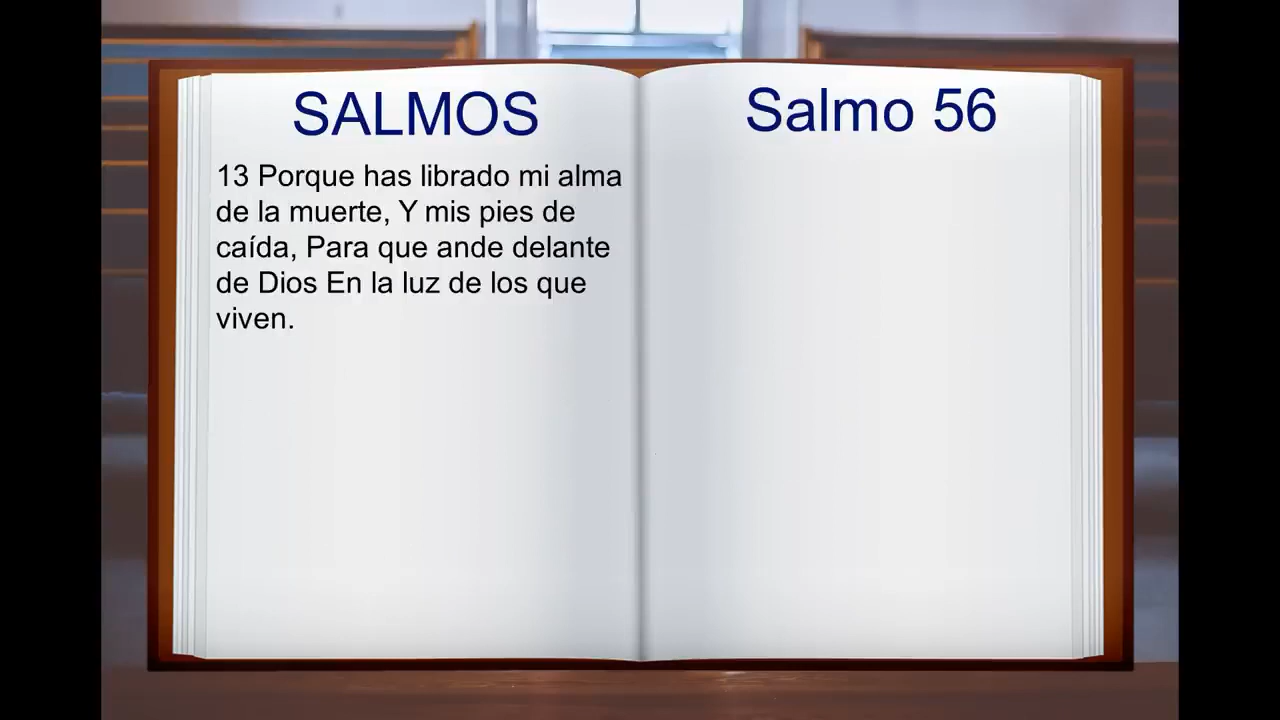 SALMOS
13 Porque has librado mi alma
de la muerte, Y mis pies de
caída, Para que ande delante
de Dios En la luz de los que
viven.
Salmo 56